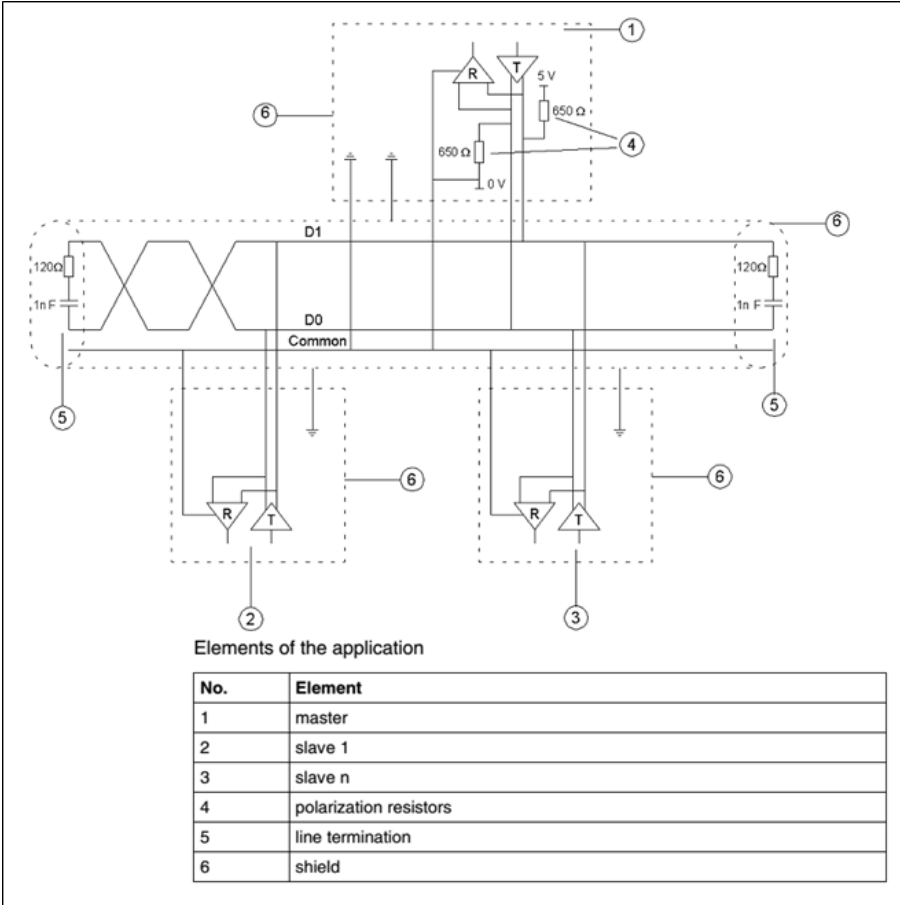 1
R
T
5 V
6
650 Ω
4
650 Ω
0 V
6
D1
120Ω
120Ω
1n F
1n F
D0
Common
5
5
6
6
R
T
R
T
2
3
Elements of the application
No. Element
1 master
2 slave 1
3 slave n
4 polarization resistors
5 line termination
6 shield